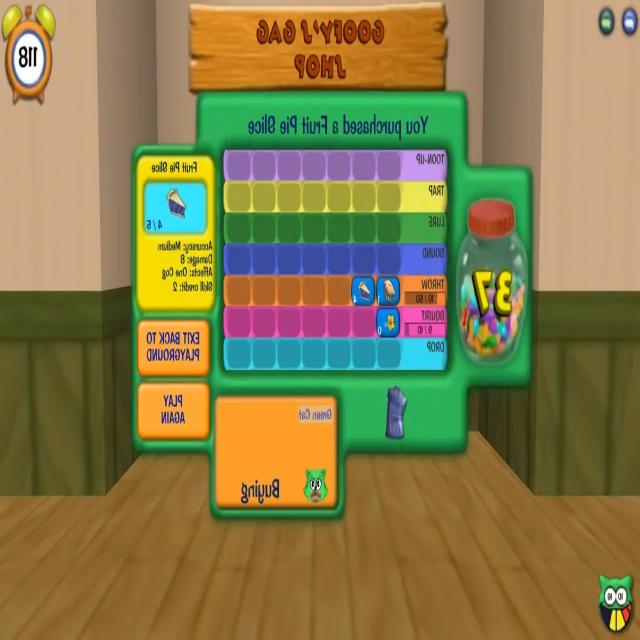 GOOFY'S GAG
SHOP
118
You purchased a Fruit Pie Slice
TOON-UP
TRAP
LURE
SOUND
THROW
10/50
SQUIRT
9/10
DROP
37
Fruit Pie Slice
4/5
Accuracy: Medium
Damage: 8
Affects: One Cog
Skill credit: 2
EXIT BACK TO
PLAYGROUND
PLAY
AGAIN
Green Cat
Buying